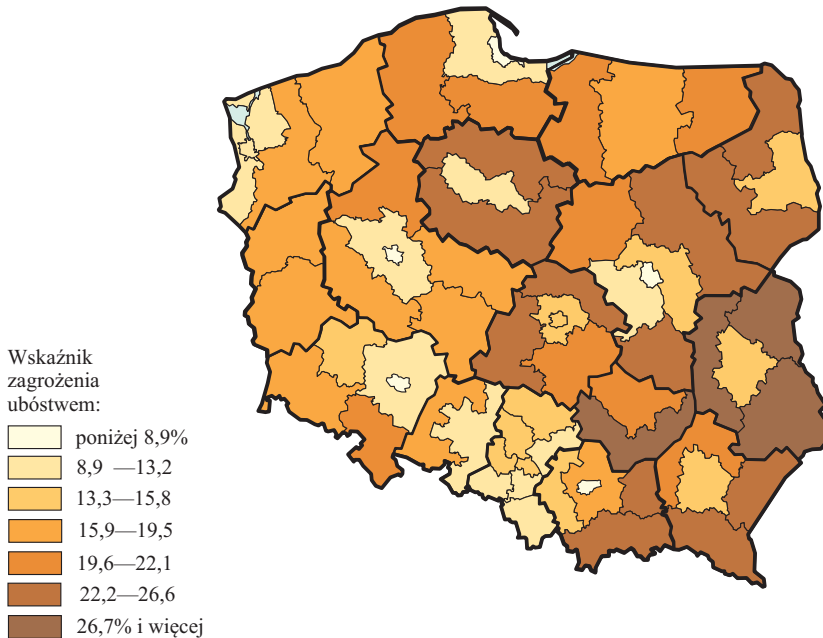 Wskaźnik
zagrożenia
ubóstwem:
poniżej 8,9%
8,9 —13,2
13,3—15,8
15,9—19,5
19,6—22,1
22,2—26,6
26,7% i więcej